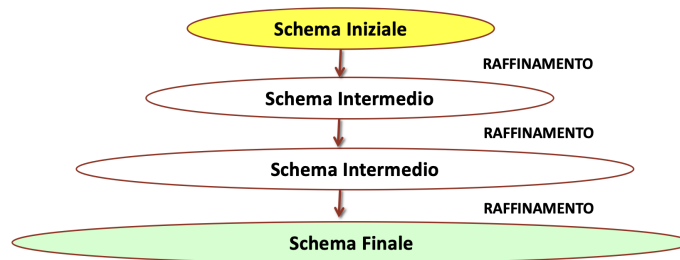 Schema Iniziale
RAFFINAMENTO
Schema Intermedio
RAFFINAMENTO
Schema Intermedio
RAFFINAMENTO
Schema Finale